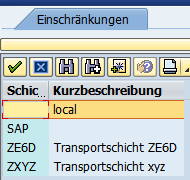 Einschränkungen
Schic... Kurzbeschreibung
local
SAP
ZE6D Transportschicht ZE6D
ZXYZ Transportschicht xyz